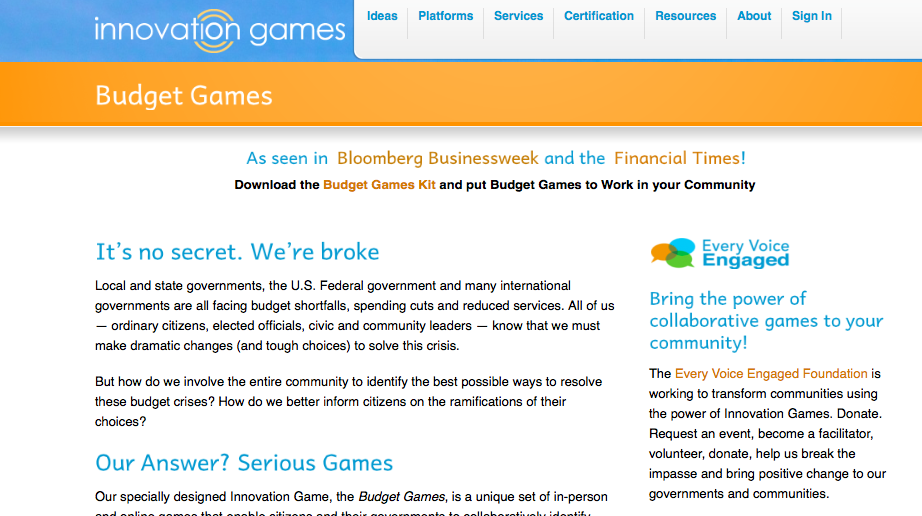 innovation games
Ideas Platforms Services Certification Resources About Sign In
Budget Games
As seen in Bloomberg Businessweek and the Financial Times!
Download the Budget Games Kit and put Budget Games to Work in your Community
It's no secret. We're broke
Local and state governments, the U.S. Federal government and many international
governments are all facing budget shortfalls, spending cuts and reduced services. All of us
— ordinary citizens, elected officials, civic and community leaders — know that we must
make dramatic changes (and tough choices) to solve this crisis.
But how do we involve the entire community to identify the best possible ways to resolve
these budget crises? How do we better inform citizens on the ramifications of their
choices?
Our Answer? Serious Games
Our specially designed Innovation Game, the Budget Games, is a unique set of in-person
and online games that enable citizens and their governments to collaboratively identify
Every Voice
Engaged
Bring the power of
collaborative games to your
community!
The Every Voice Engaged Foundation is
working to transform communities using
the power of Innovation Games. Donate.
Request an event, become a facilitator,
volunteer, donate, help us break the
impasse and bring positive change to our
governments and communities.